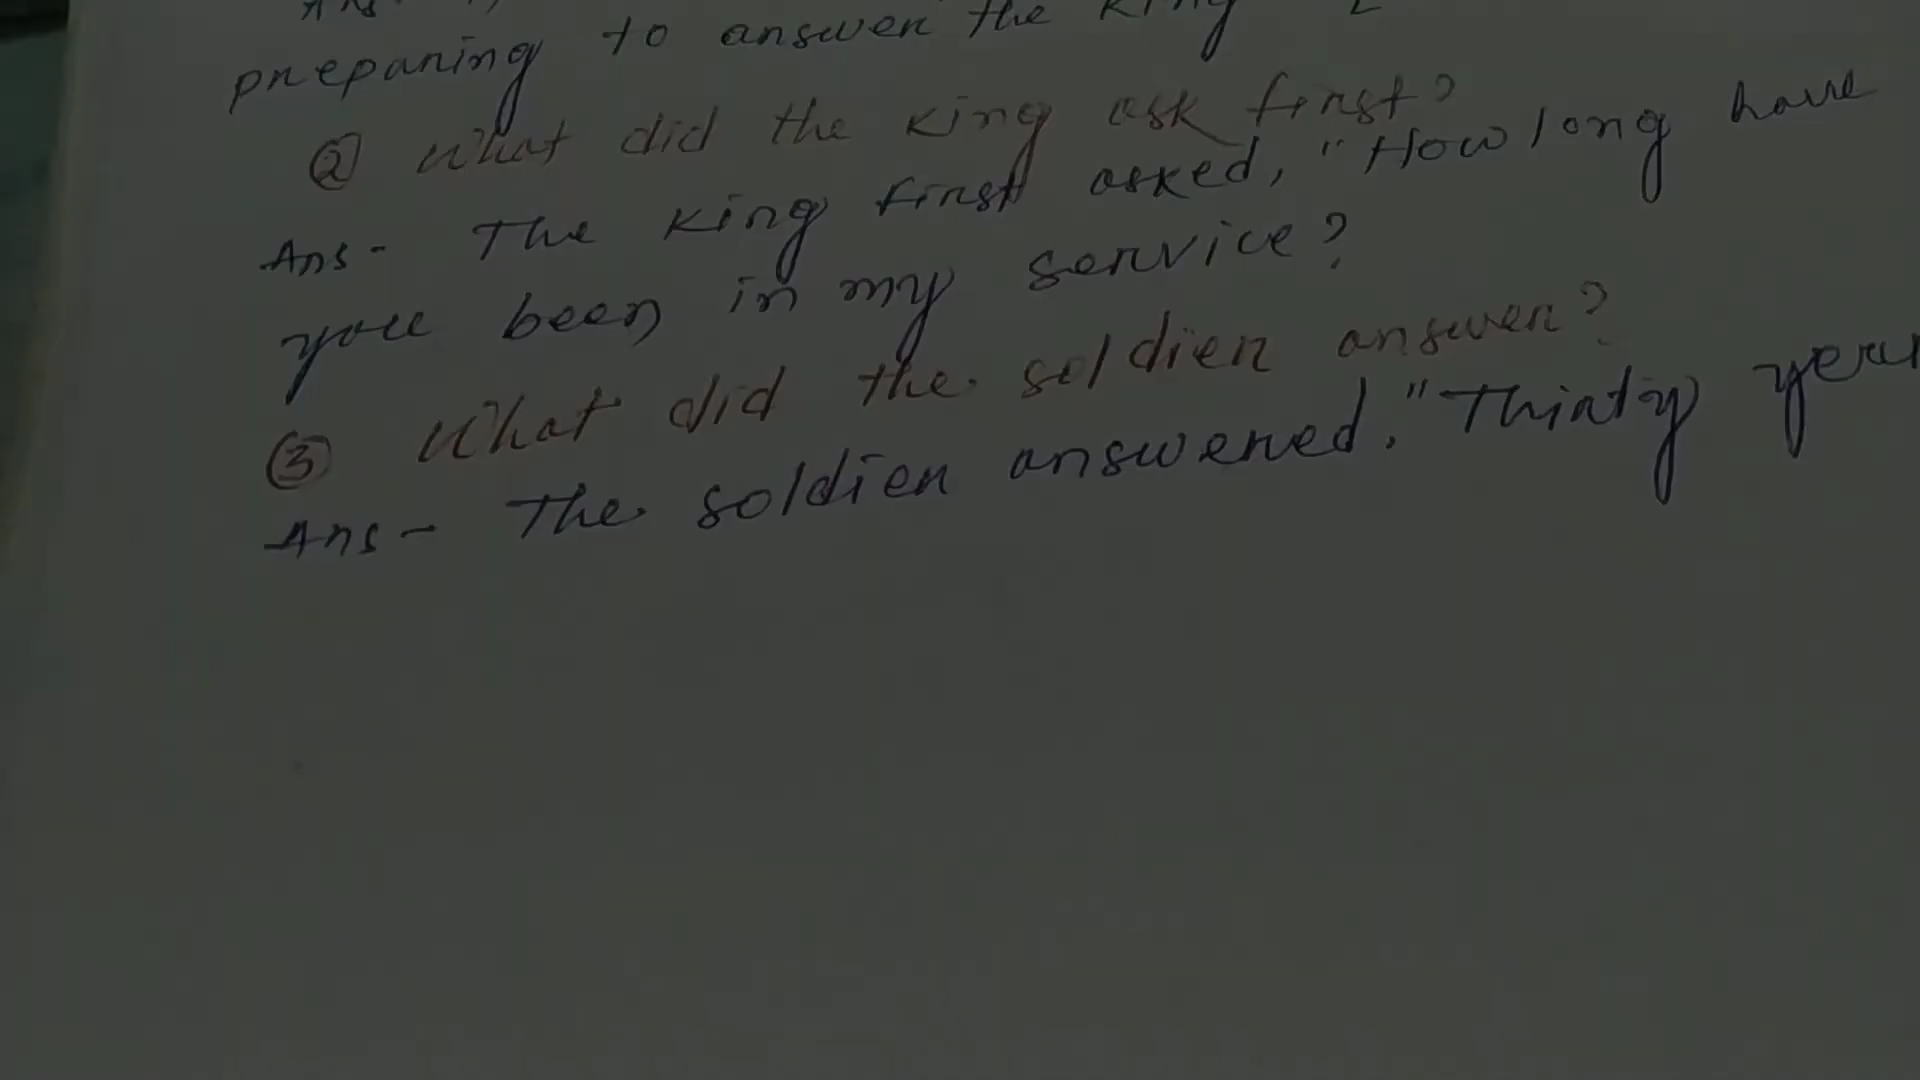 preparing to answer the King
② What did the King ask first?
Ans - The King first asked, "How long have
you been in my service?
③ What did the soldier answer?
Ans - The soldier answered, "Thirty